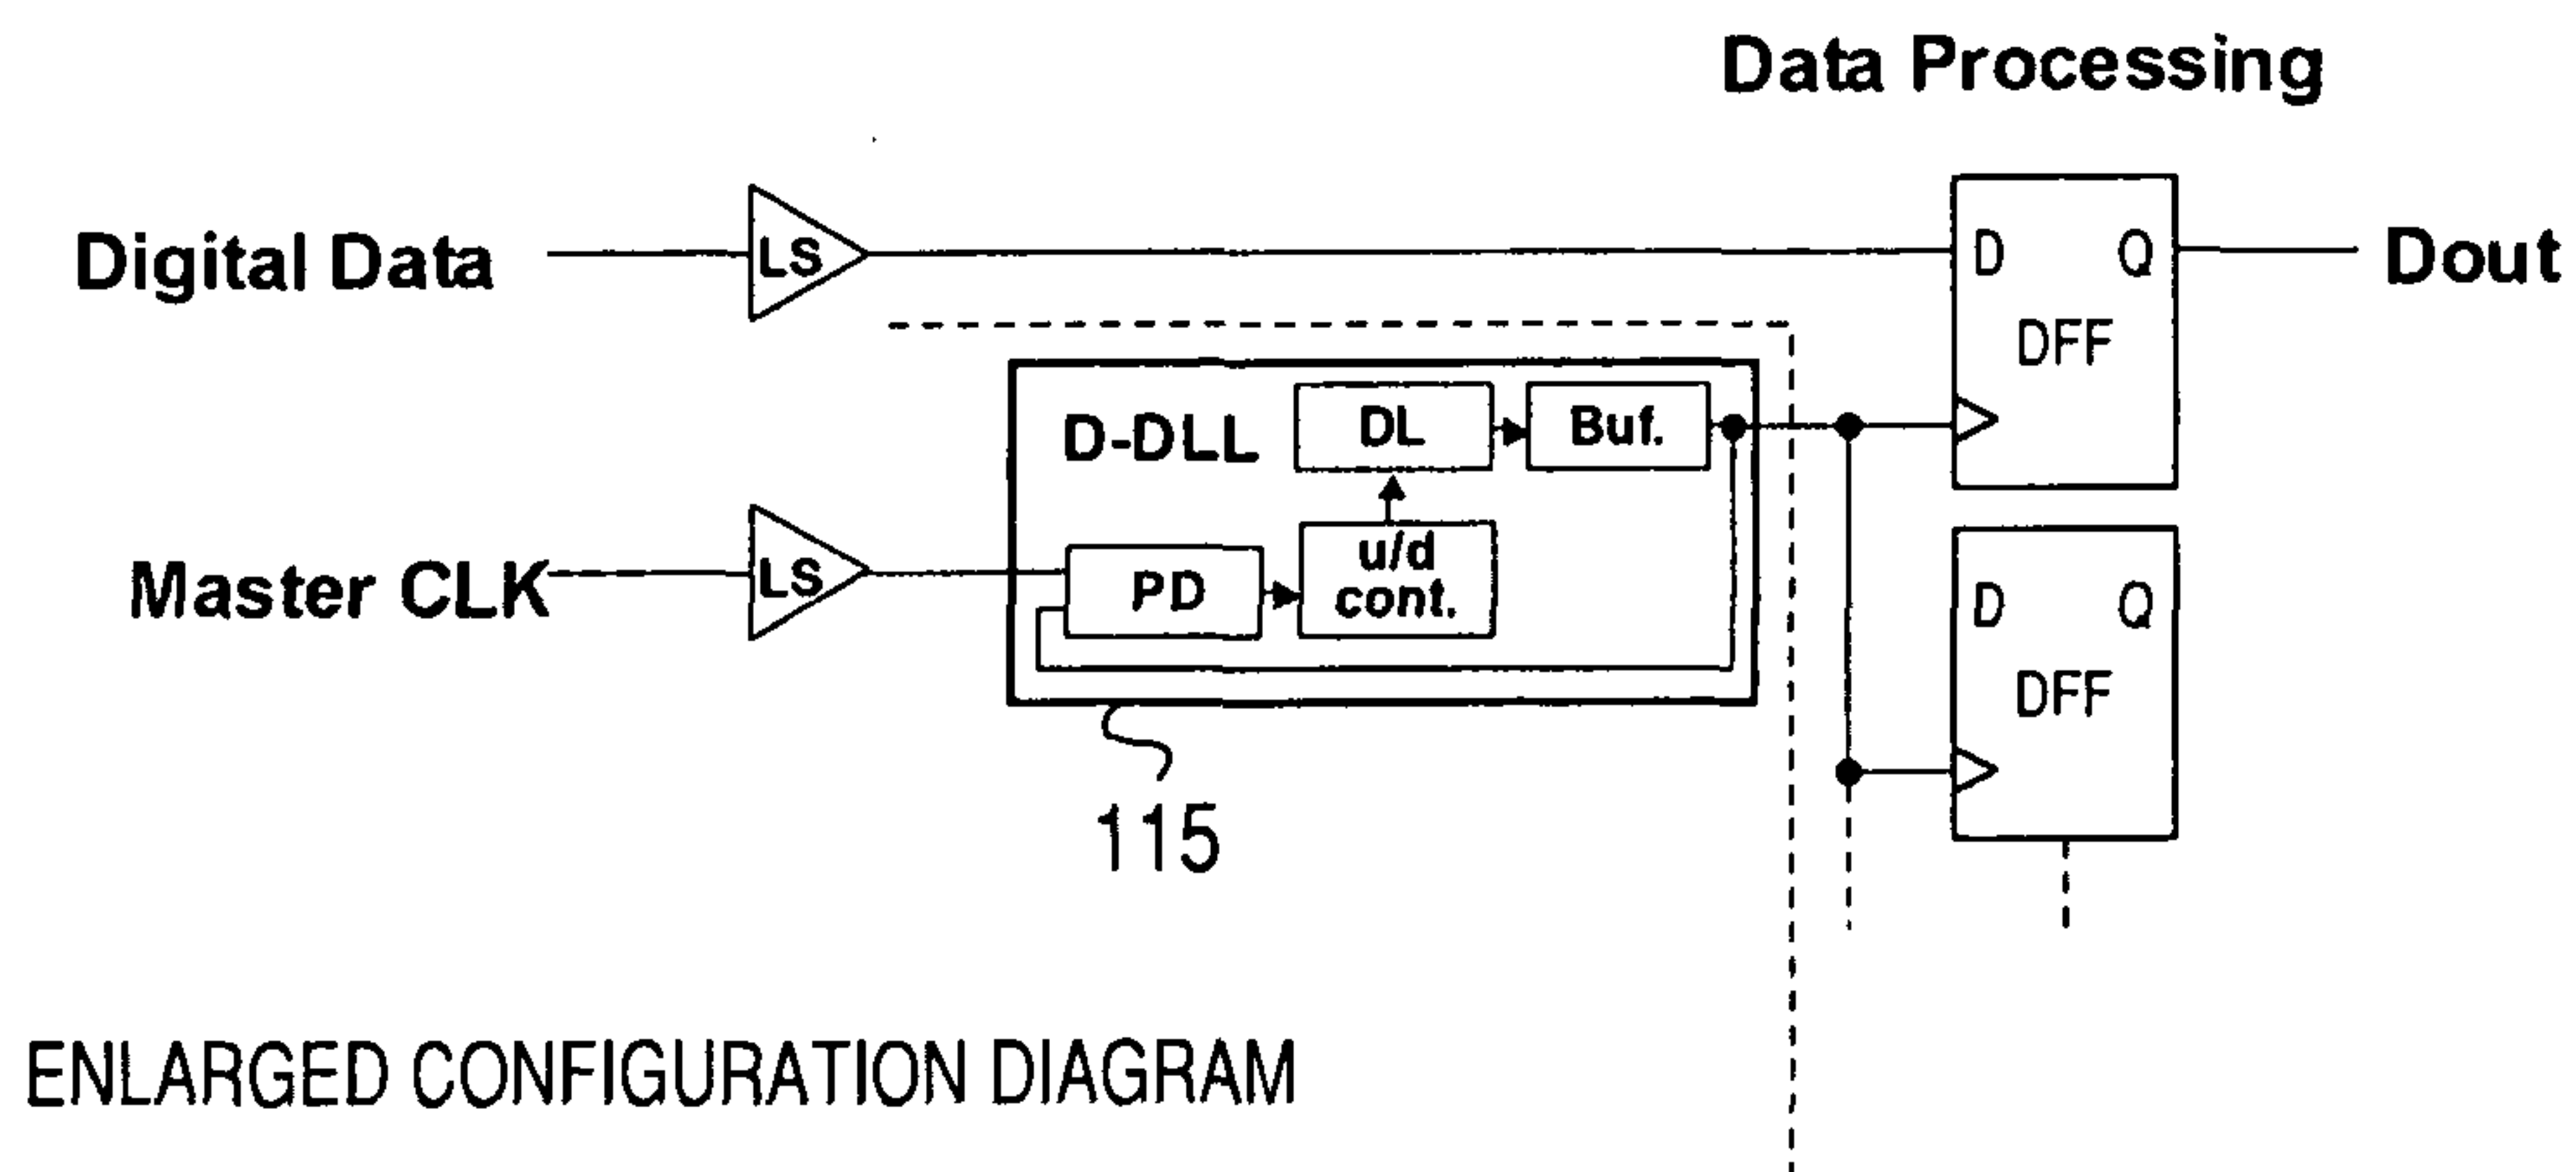 Data Processing
Digital Data
LS
D Q
DFF
Dout
D-DLL
DL
Buf.
Master CLK
LS
PD
u/d
cont.
D Q
DFF
115
ENLARGED CONFIGURATION DIAGRAM